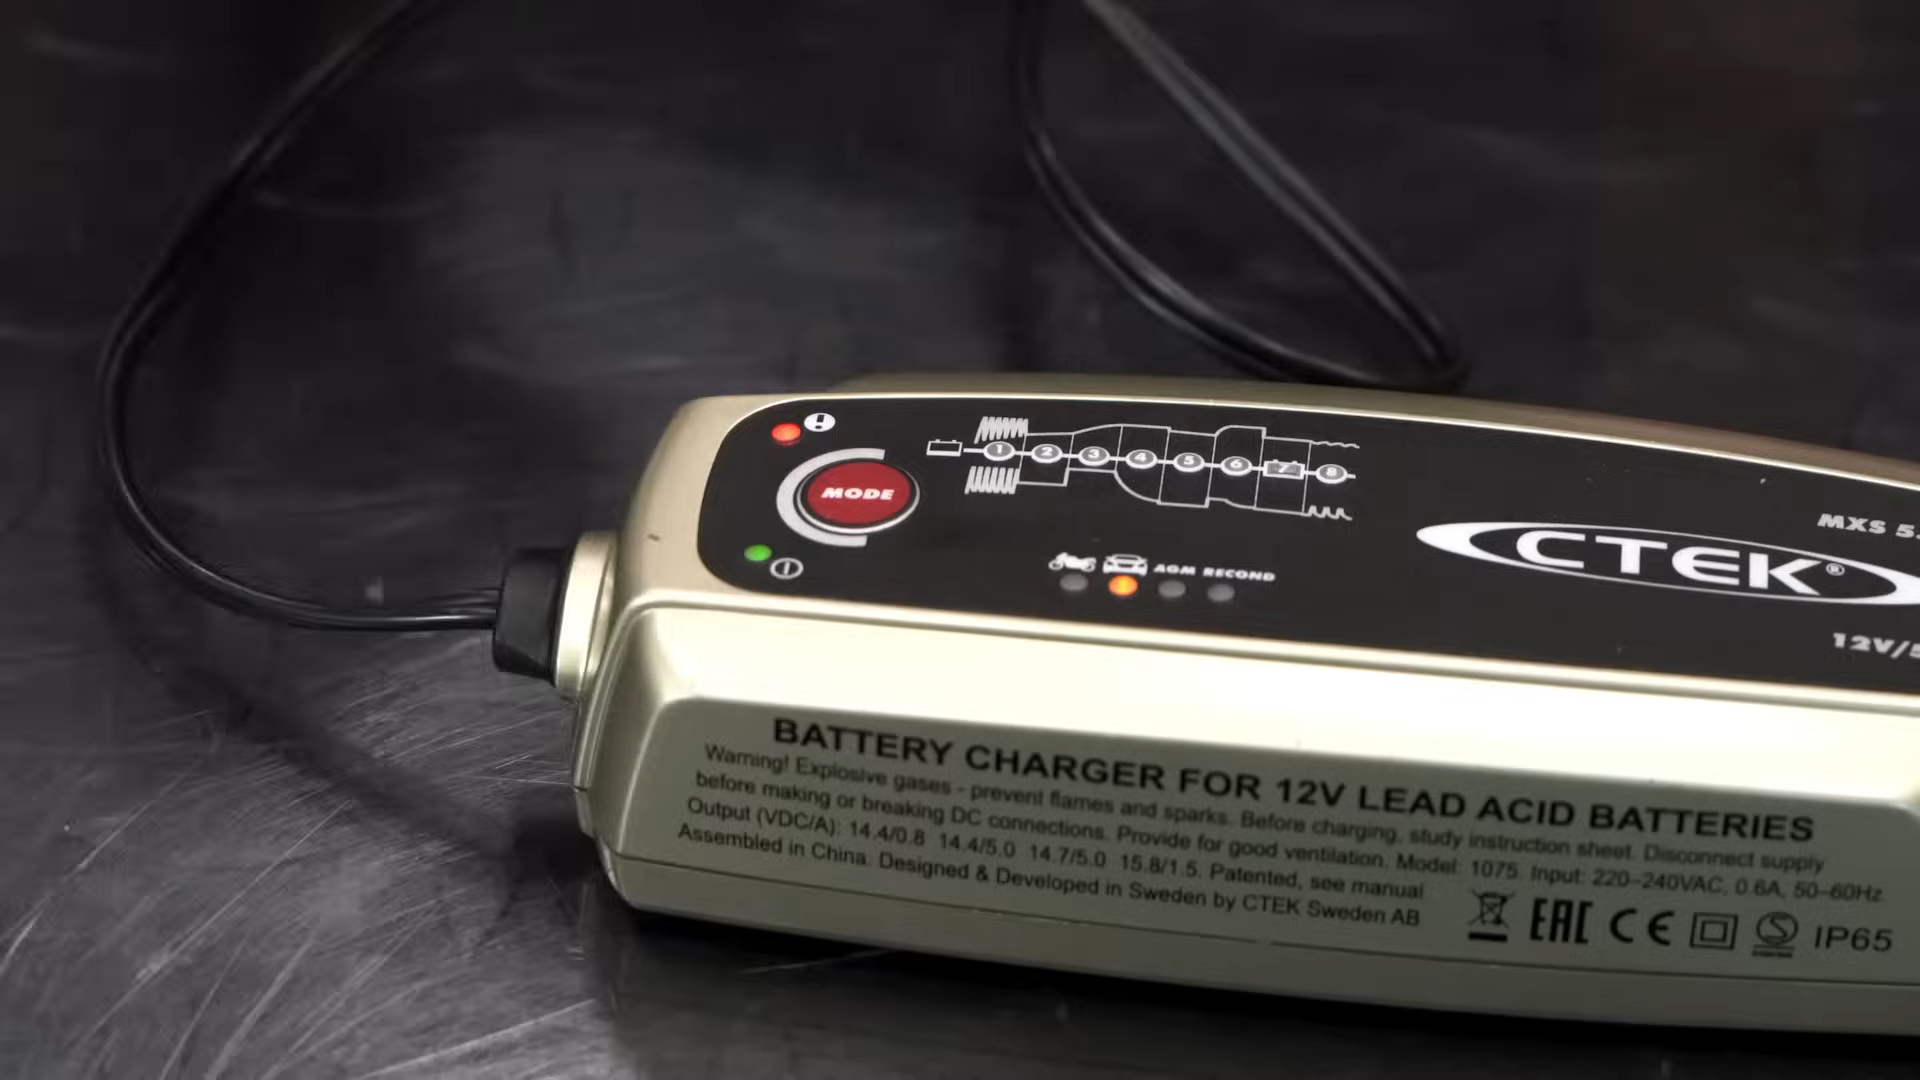 !
MODE
1 2 3 4 5 6 7 8
AGM RECOND
MXS 5.
CTEK®
12V/5
BATTERY CHARGER FOR 12V LEAD ACID BATTERIES
Warning! Explosive gases - prevent flames and sparks. Before charging, study instruction sheet. Disconnect supply
before making or breaking DC connections. Provide for good ventilation. Model: 1075. Input: 220–240VAC, 0.6A, 50–60Hz
Output (VDC/A): 14.4/0.8 14.4/5.0 14.7/5.0 15.8/1.5. Patented, see manual
Assembled in China. Designed & Developed in Sweden by CTEK Sweden AB
EAC CE S IP65